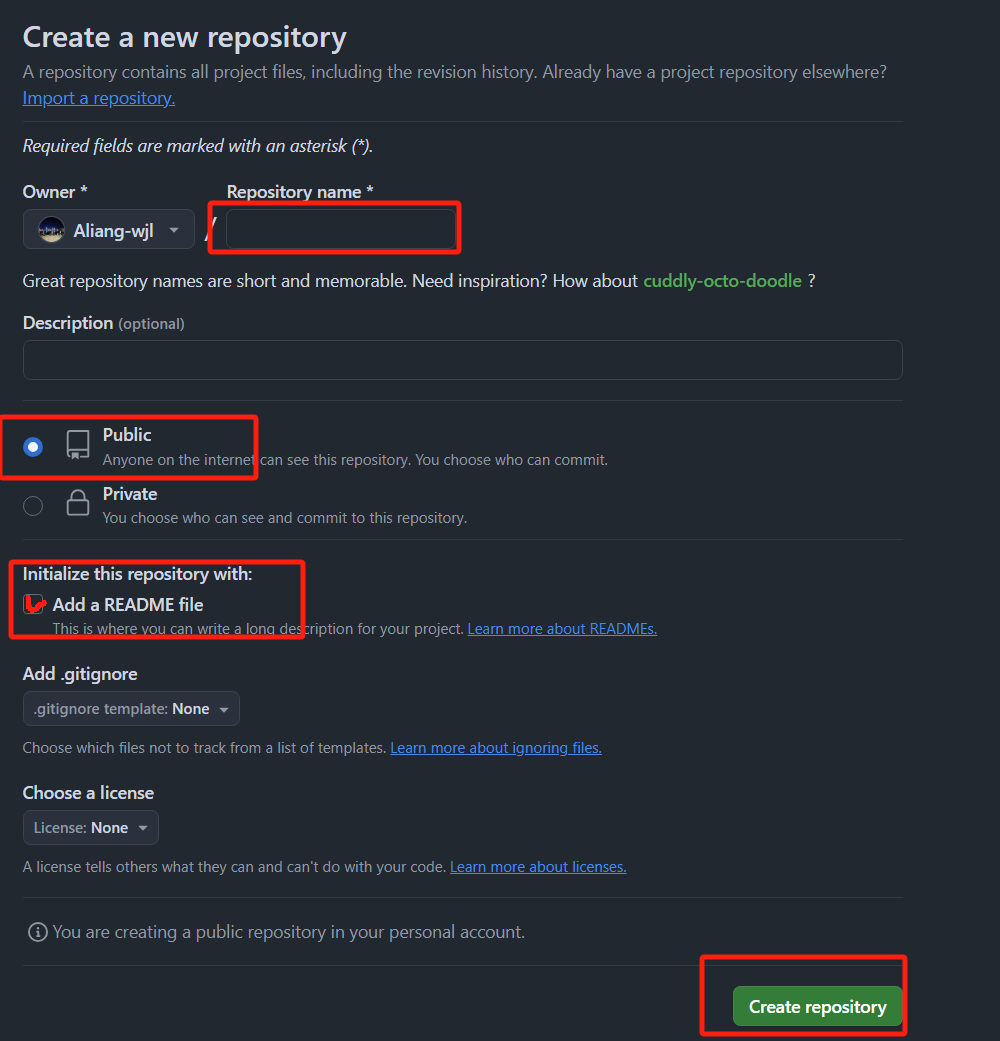 Create a new repository
A repository contains all project files, including the revision history. Already have a project repository elsewhere?
Import a repository.
Required fields are marked with an asterisk (*).
Owner * Repository name *
Aliang-wjl /
Great repository names are short and memorable. Need inspiration? How about cuddly-octo-doodle ?
Description (optional)
Public
Anyone on the internet can see this repository. You choose who can commit.
Private
You choose who can see and commit to this repository.
Initialize this repository with:
Add a README file
This is where you can write a long description for your project. Learn more about READMEs.
Add .gitignore
.gitignore template: None
Choose which files not to track from a list of templates. Learn more about ignoring files.
Choose a license
License: None
A license tells others what they can and can't do with your code. Learn more about licenses.
You are creating a public repository in your personal account.
Create repository